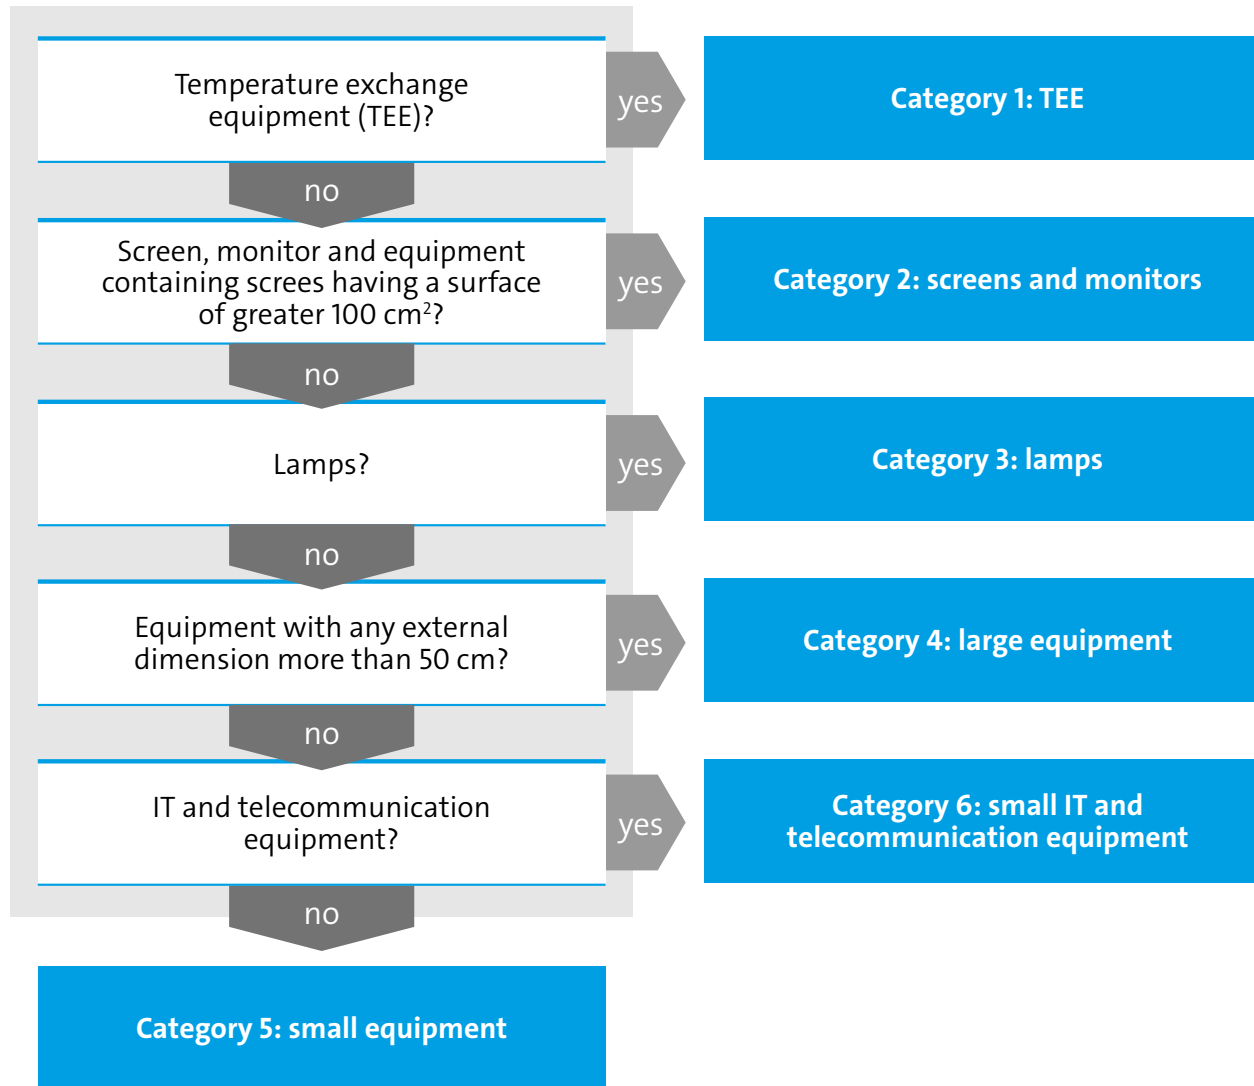 Temperature exchange
equipment (TEE)?
yes
Category 1: TEE
no
Screen, monitor and equipment
containing screes having a surface
of greater 100 cm²?
yes
Category 2: screens and monitors
no
Lamps?
yes
Category 3: lamps
no
Equipment with any external
dimension more than 50 cm?
yes
Category 4: large equipment
no
IT and telecommunication
equipment?
yes
Category 6: small IT and
telecommunication equipment
no
Category 5: small equipment